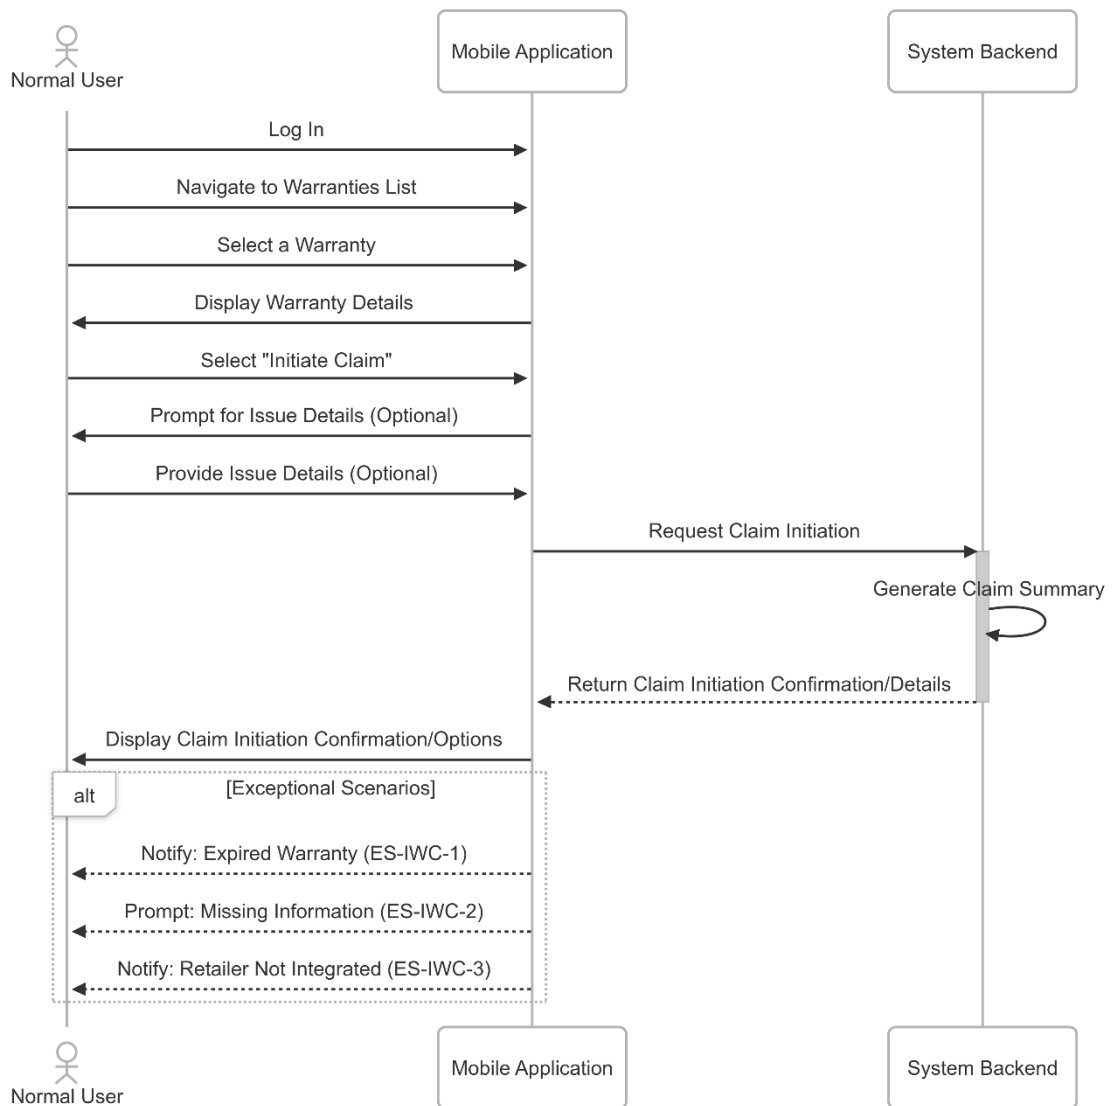 Normal User
Mobile Application
System Backend
Log In
Navigate to Warranties List
Select a Warranty
Display Warranty Details
Select "Initiate Claim"
Prompt for Issue Details (Optional)
Provide Issue Details (Optional)
Request Claim Initiation
Generate Claim Summary
Return Claim Initiation Confirmation/Details
Display Claim Initiation Confirmation/Options
alt
[Exceptional Scenarios]
Notify: Expired Warranty (ES-IWC-1)
Prompt: Missing Information (ES-IWC-2)
Notify: Retailer Not Integrated (ES-IWC-3)
Normal User
Mobile Application
System Backend